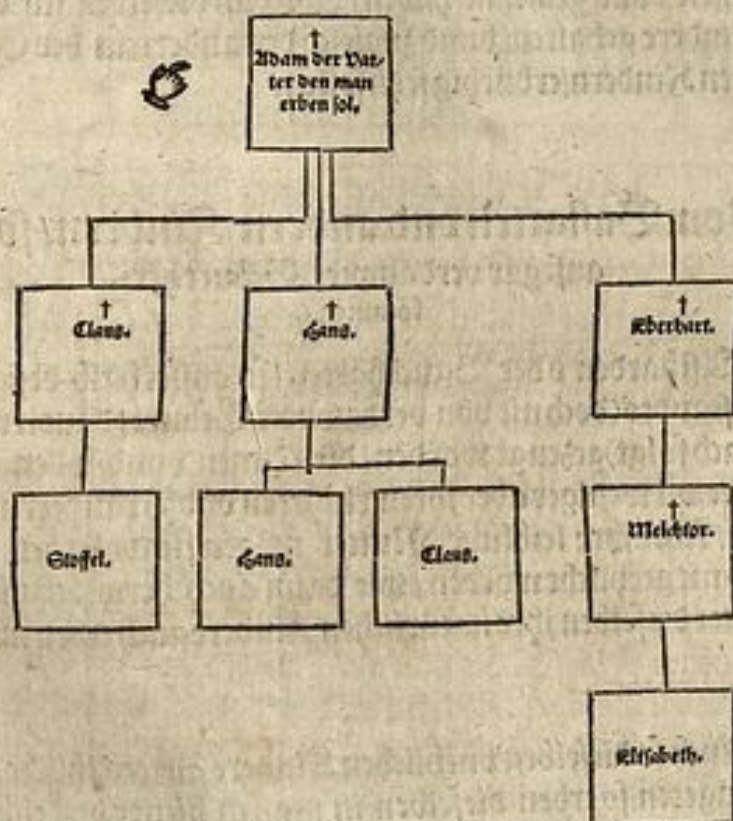 †
Adam der Vat-
ter den man
erben sol.
†
Claus.
†
Hans.
†
Eberhart.
Stoffel.
Hans.
Claus.
†
Melchior.
Elisabeth.